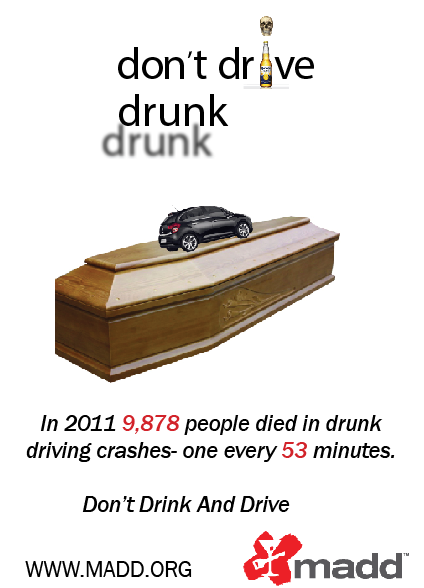 don't drive
drunk
drunk
In 2011 9,878 people died in drunk
driving crashes- one every 53 minutes.
Don't Drink And Drive
WWW.MADD.ORG
madd™